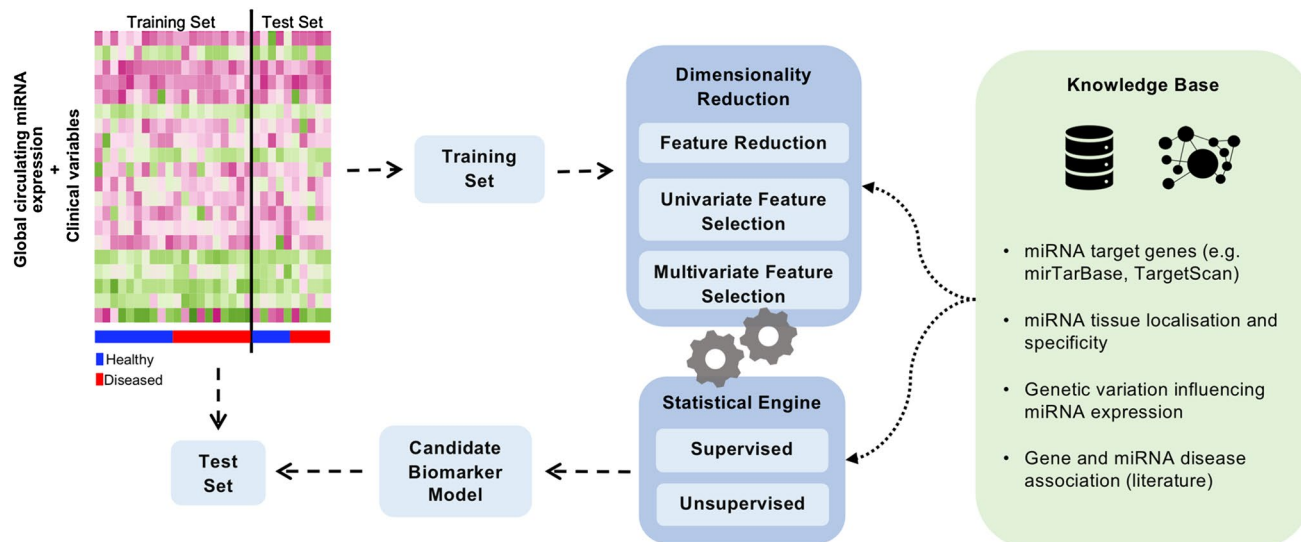 Training Set
Test Set
Global circulating miRNA
expression
+
Clinical variables
Healthy
Diseased
Training
Set
Dimensionality
Reduction
Feature Reduction
Univariate Feature
Selection
Multivariate Feature
Selection
Statistical Engine
Supervised
Unsupervised
Candidate
Biomarker
Model
Test
Set
Knowledge Base
• miRNA target genes (e.g.
mirTarBase, TargetScan)
• miRNA tissue localisation and
specificity
• Genetic variation influencing
miRNA expression
• Gene and miRNA disease
association (literature)